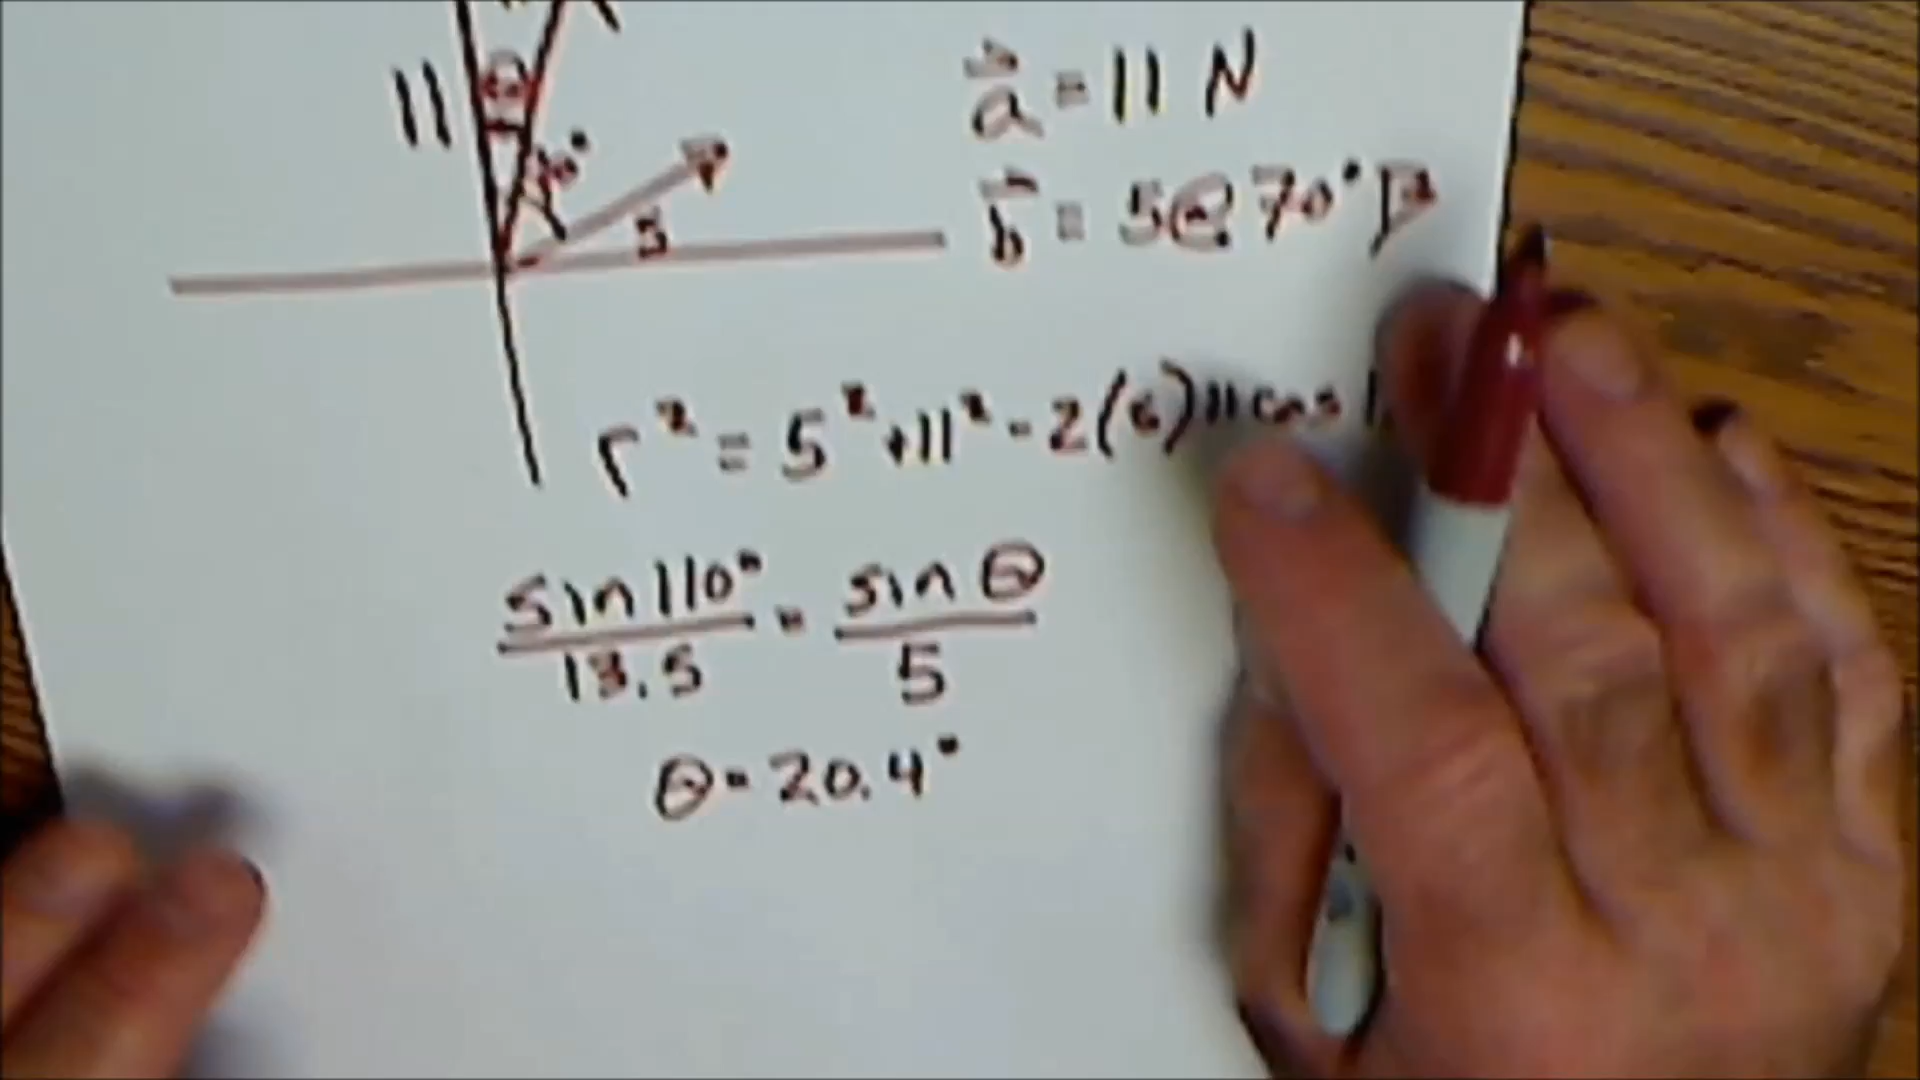 11
Θ
70°
5
a = 11 N
b = 5@70°
r² = 5² + 11² - 2(5)11 cos
sin 110° = sin Θ
13.5 5
Θ = 20.4°